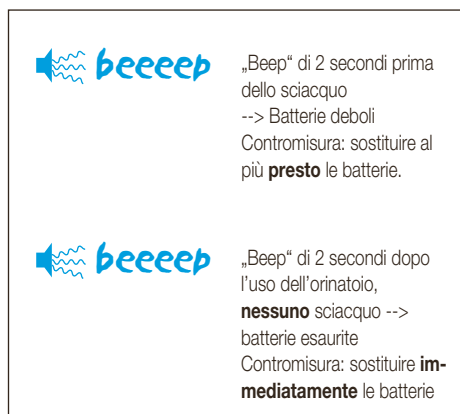 beeeep
„Beep“ di 2 secondi prima
dello sciacquo
--> Batterie deboli
Contromisura: sostituire al
più presto le batterie.
beeeep
„Beep“ di 2 secondi dopo
l'uso dell'orinatoio,
nessuno sciacquo -->
batterie esaurite
Contromisura: sostituire im-
mediatamente le batterie